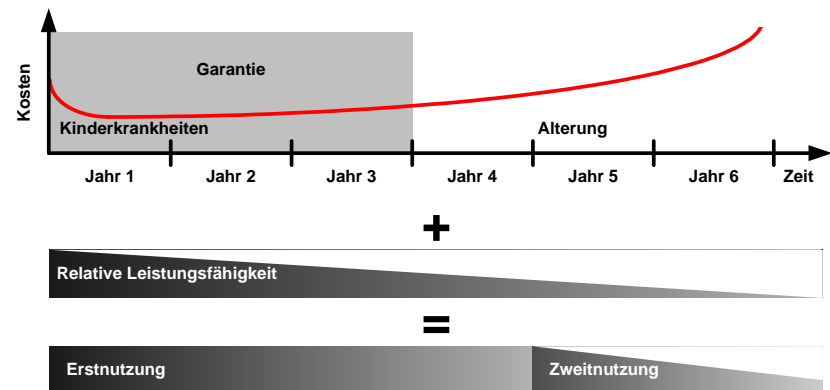 Kosten
Garantie
Kinderkrankheiten
Alterung
Jahr 1
Jahr 2
Jahr 3
Jahr 4
Jahr 5
Jahr 6
Zeit
+
Relative Leistungsfähigkeit
=
Erstnutzung
Zweitnutzung